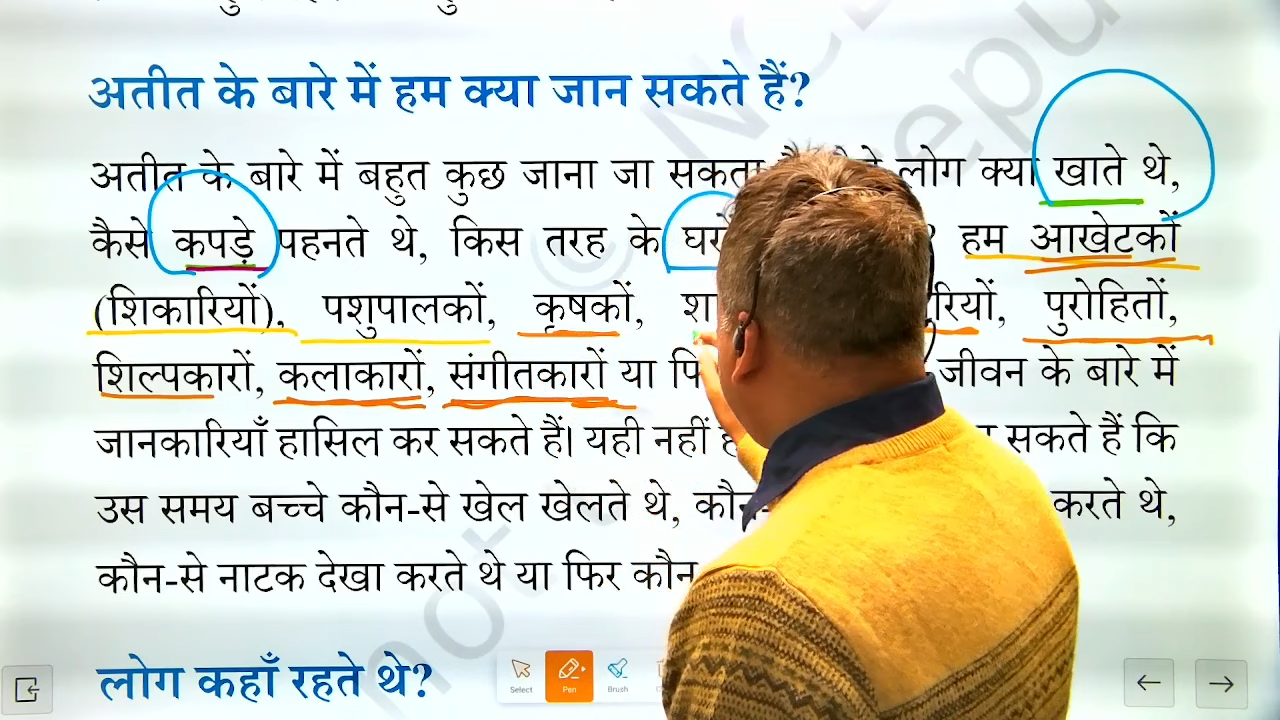 अतीत के बारे में हम क्या जान सकते हैं?
अतीत के बारे में बहुत कुछ जाना जा सकता लोग क्या खाते थे,
कैसे कपड़े पहनते थे, किस तरह के हम आखेटकों
(शिकारियों), पशुपालकों, कृषकों, पुरोहितों,
शिल्पकारों, कलाकारों, संगीतकारों या जीवन के बारे में
जानकारियाँ हासिल कर सकते हैं। यही नहीं सकते हैं कि
उस समय बच्चे कौन-से खेल खेलते थे, करते थे,
कौन-से नाटक देखा करते थे या फिर
लोग कहाँ रहते थे?
Select Pen Brush